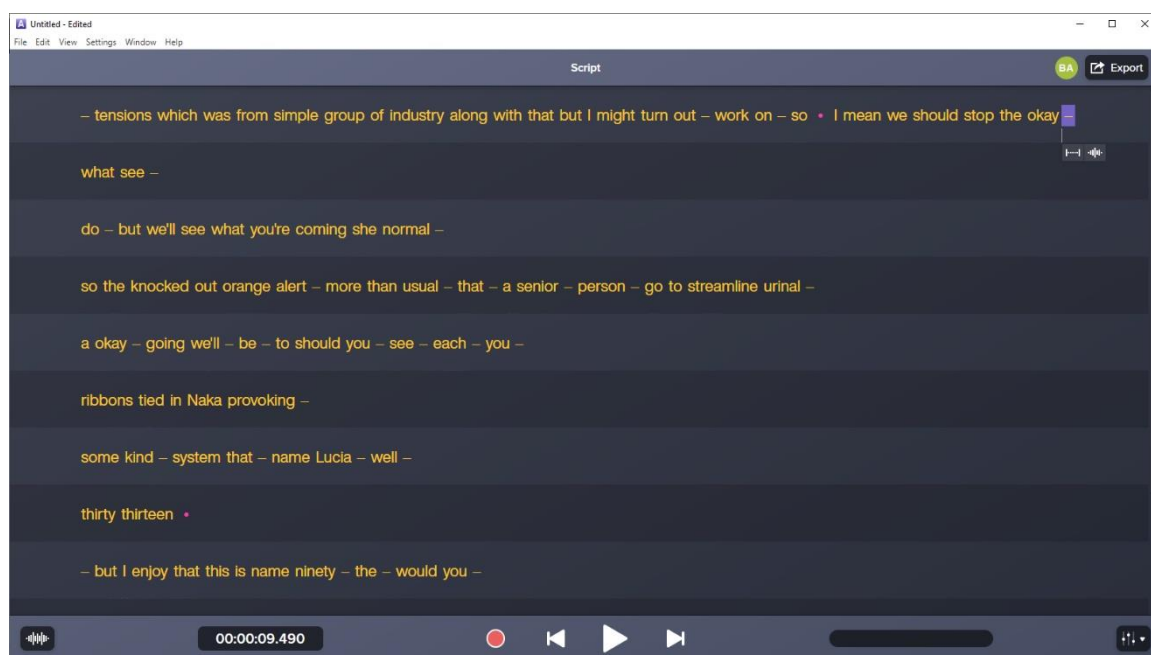 A Untitled - Edited
File Edit View Settings Window Help
Script
BA Export
– tensions which was from simple group of industry along with that but I might turn out – work on – so • I mean we should stop the okay –
what see –
do – but we'll see what you're coming she normal –
so the knocked out orange alert – more than usual – that – a senior – person – go to streamline urinal –
a okay – going we'll – be – to should you – see – each – you –
ribbons tied in Naka provoking –
some kind – system that – name Lucia – well –
thirty thirteen •
– but I enjoy that this is name ninety – the – would you –
00:00:09.490